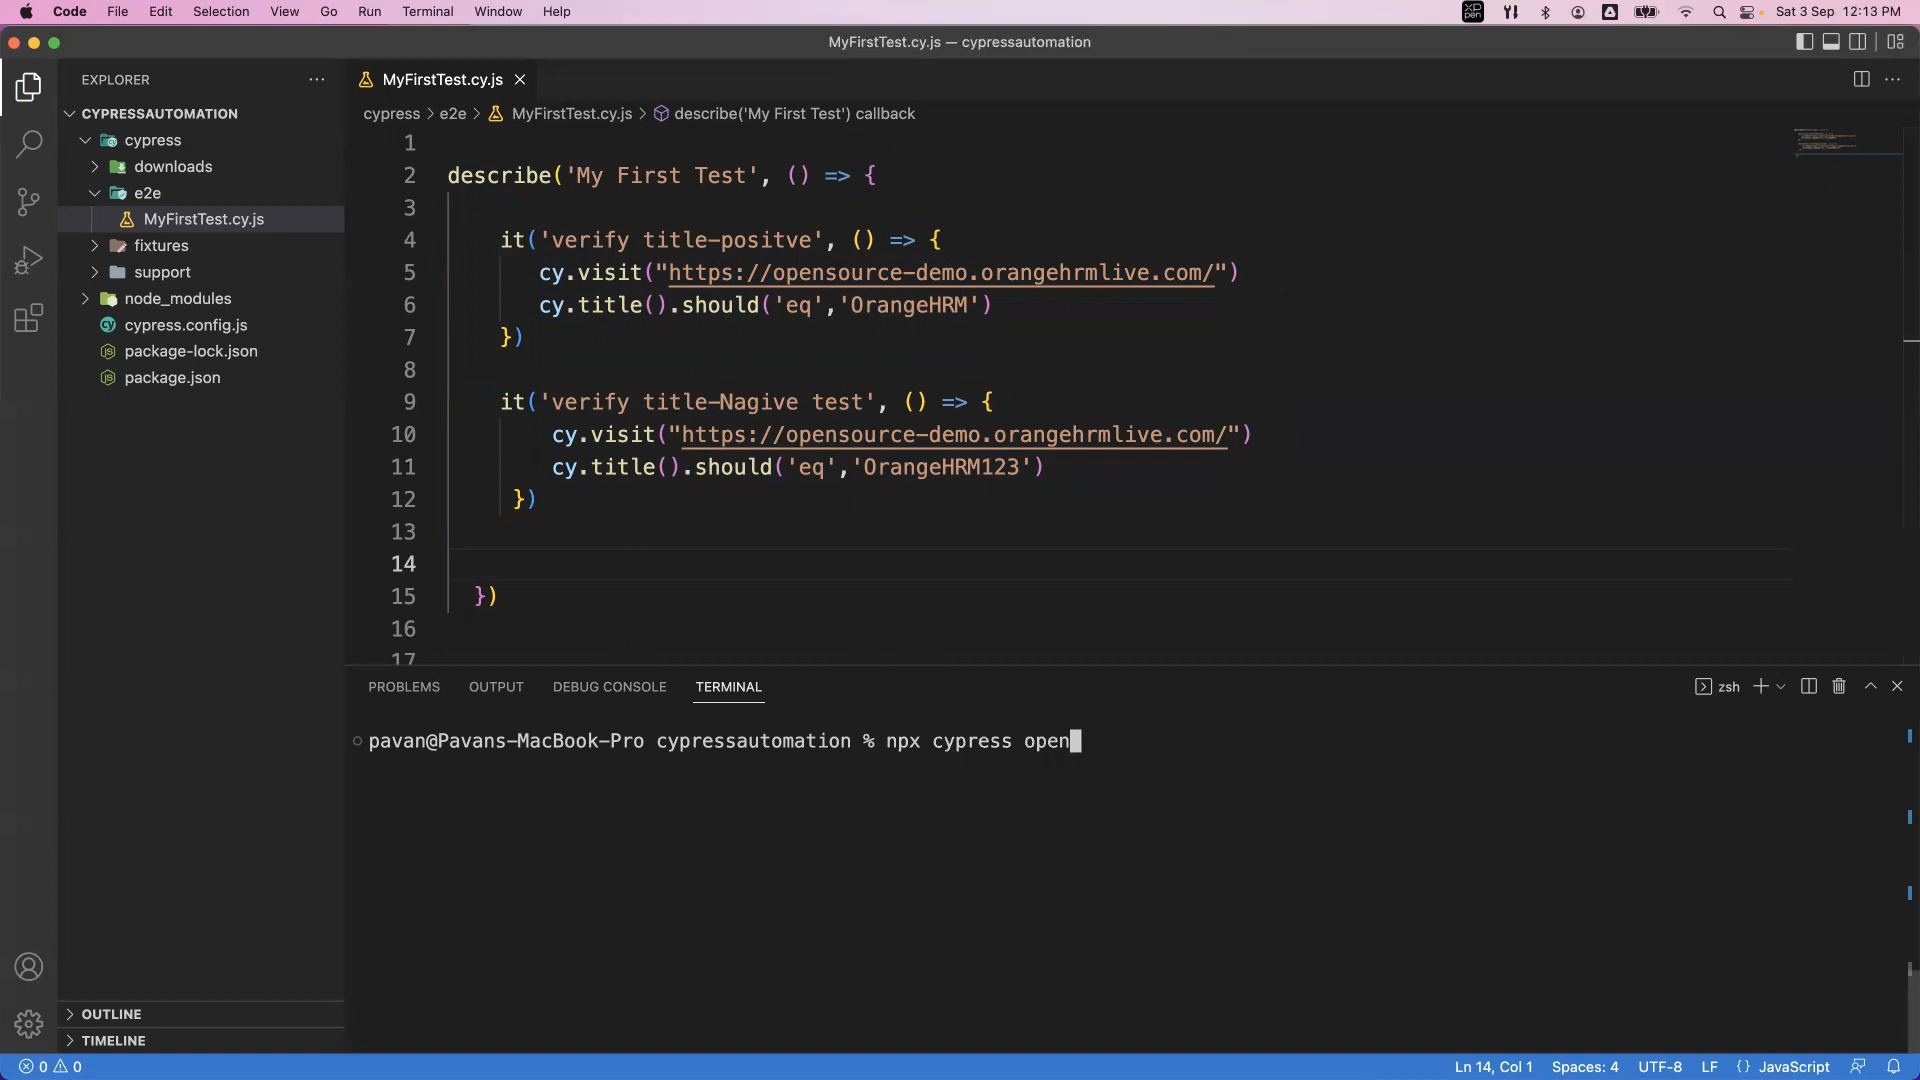 Code File Edit Selection View Go Run Terminal Window Help
XP PEN
Sat 3 Sep 12:13 PM
MyFirstTest.cy.js — cypressautomation
EXPLORER
MyFirstTest.cy.js
CYPRESSAUTOMATION
cypress
downloads
e2e
MyFirstTest.cy.js
fixtures
support
node_modules
cypress.config.js
package-lock.json
package.json
OUTLINE
TIMELINE
cypress > e2e > MyFirstTest.cy.js > describe('My First Test') callback
1
2 describe('My First Test', () => {
3
4 it('verify title-positve', () => {
5 cy.visit("https://opensource-demo.orangehrmlive.com/")
6 cy.title().should('eq','OrangeHRM')
7 })
8
9 it('verify title-Nagive test', () => {
10 cy.visit("https://opensource-demo.orangehrmlive.com/")
11 cy.title().should('eq','OrangeHRM123')
12 })
13
14
15 })
16
17
PROBLEMS OUTPUT DEBUG CONSOLE TERMINAL
zsh
pavan@Pavans-MacBook-Pro cypressautomation % npx cypress open
0 0
Ln 14, Col 1 Spaces: 4 UTF-8 LF {} JavaScript